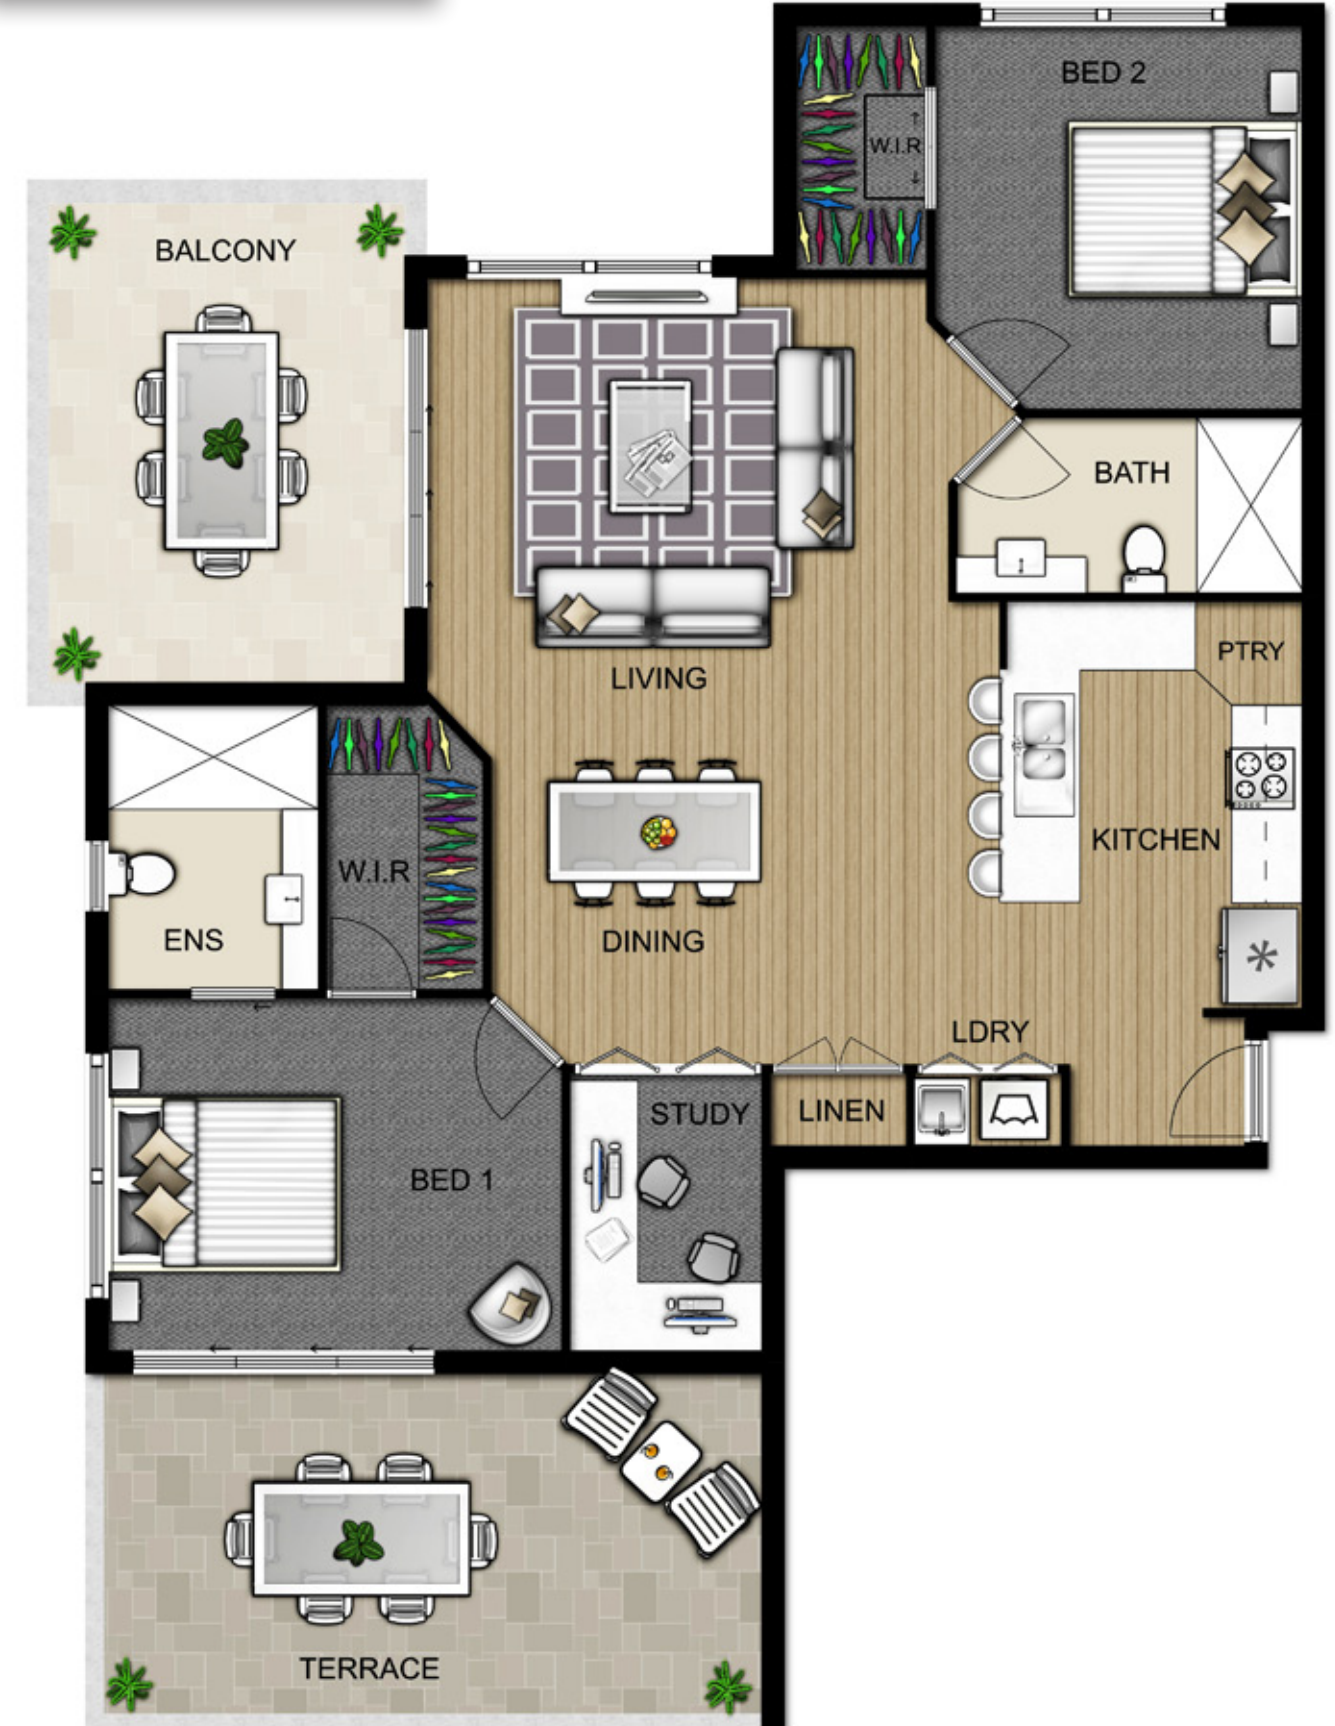 BED 2
W.I.R
BALCONY
BATH
PTRY
LIVING
KITCHEN
W.I.R
ENS
DINING
LDRY
STUDY
LINEN
BED 1
TERRACE